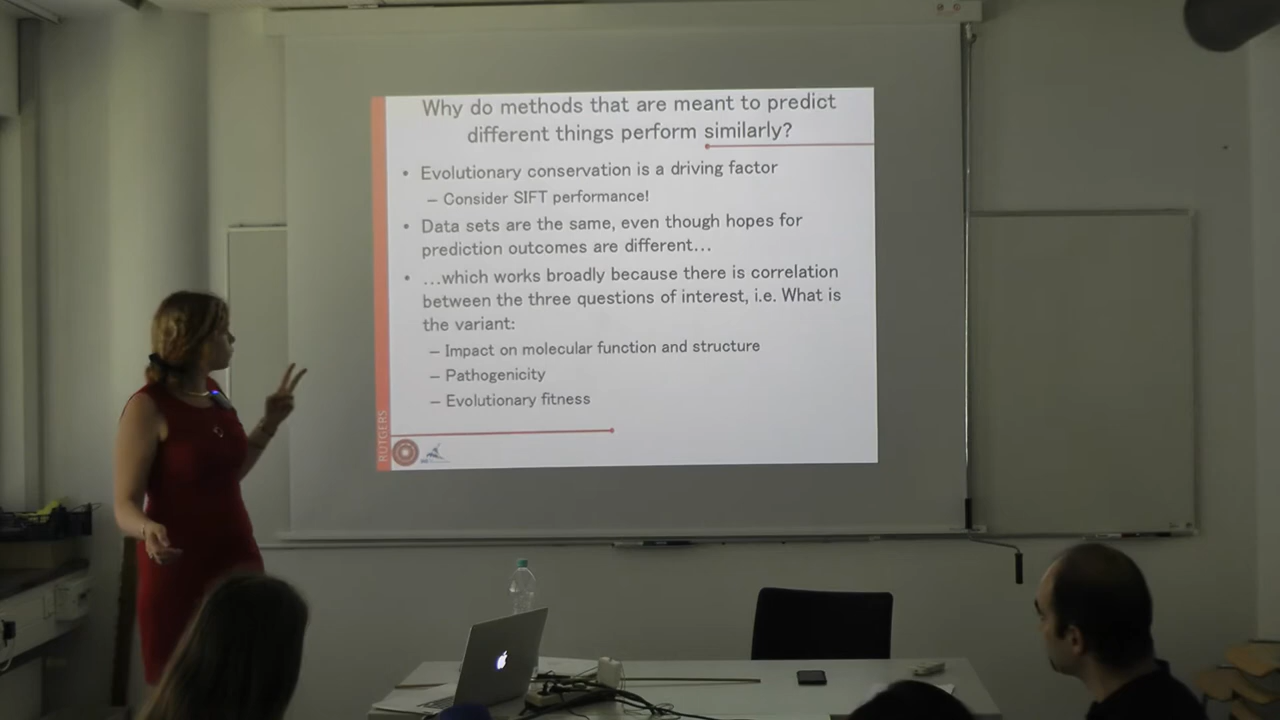 Why do methods that are meant to predict
different things perform similarly?
• Evolutionary conservation is a driving factor
– Consider SIFT performance!
• Data sets are the same, even though hopes for
prediction outcomes are different…
• …which works broadly because there is correlation
between the three questions of interest, i.e. What is
the variant:
– Impact on molecular function and structure
– Pathogenicity
– Evolutionary fitness
RUTGERS